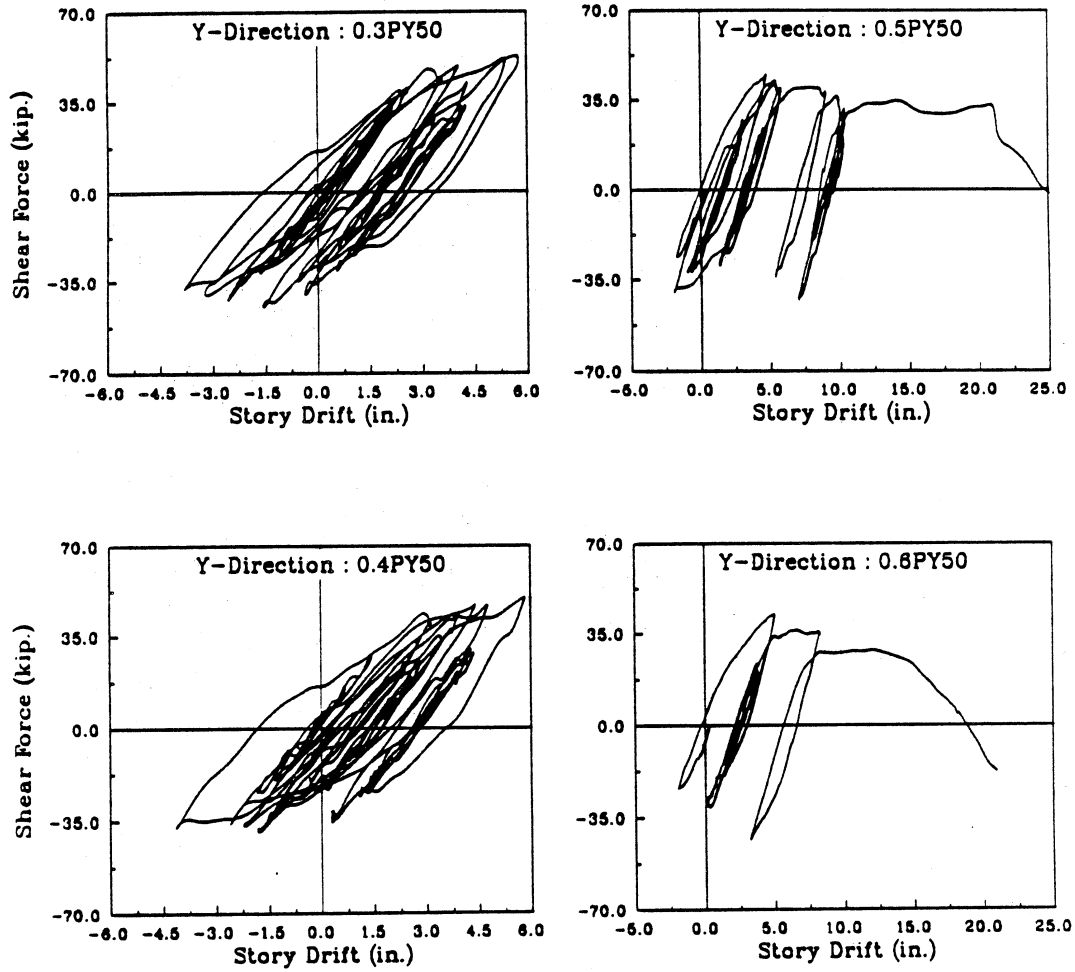 70.0
Y-Direction : 0.3PY50
35.0
0.0
-35.0
-70.0
Shear Force (kip.)
-6.0 -4.5 -3.0 -1.5 0.0 1.5 3.0 4.5 6.0
Story Drift (in.)
70.0
Y-Direction : 0.5PY50
35.0
0.0
-35.0
-70.0
-5.0 0.0 5.0 10.0 15.0 20.0 25.0
Story Drift (in.)
70.0
Y-Direction : 0.4PY50
35.0
0.0
-35.0
-70.0
Shear Force (kip.)
-6.0 -4.5 -3.0 -1.5 0.0 1.5 3.0 4.5 6.0
Story Drift (in.)
70.0
Y-Direction : 0.6PY50
35.0
0.0
-35.0
-70.0
-5.0 0.0 5.0 10.0 15.0 20.0 25.0
Story Drift (in.)